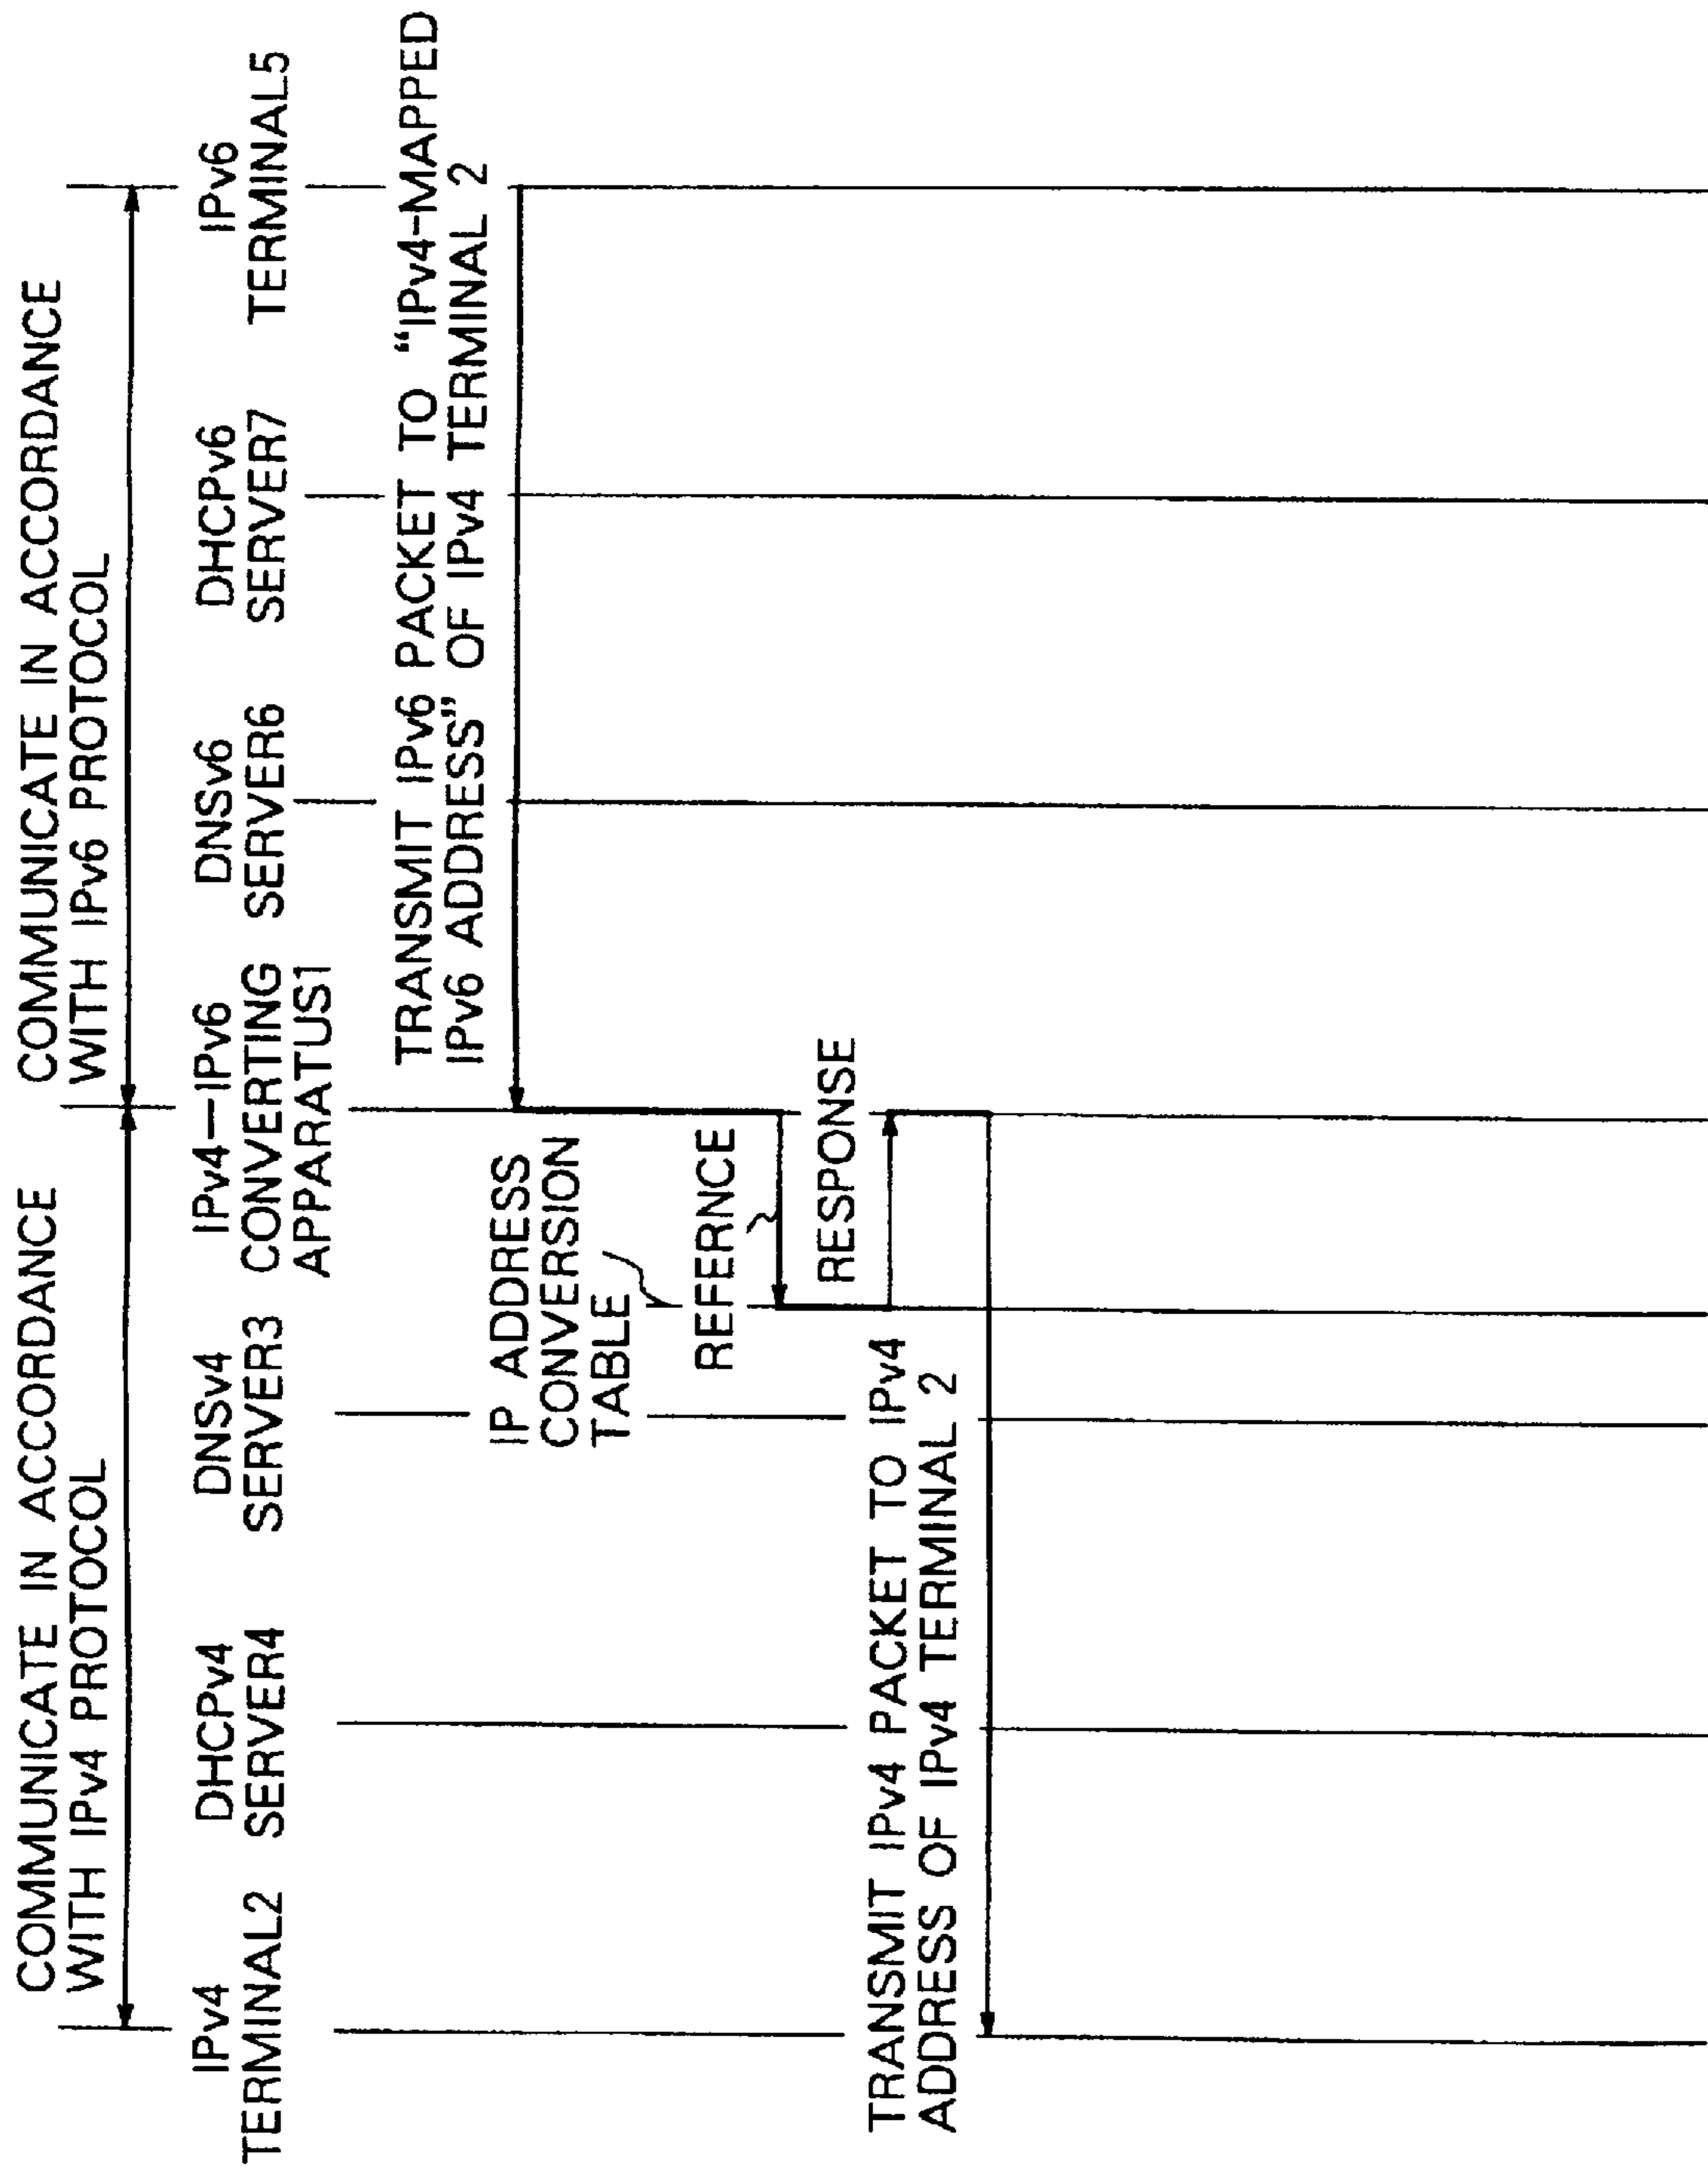 COMMUNICATE IN ACCORDANCE
WITH IPv4 PROTOCOL
COMMUNICATE IN ACCORDANCE
WITH IPv6 PROTOCOL
IPv4
TERMINAL2
DHCPv4
SERVER4
DNSv4
SERVER3
IPv4—IPv6
CONVERTING
APPARATUS1
DNSv6
SERVER6
DHCPv6
SERVER7
IPv6
TERMINAL5
TRANSMIT IPv6 PACKET TO “IPv4-MAPPED
IPv6 ADDRESS” OF IPv4 TERMINAL 2
IP ADDRESS
CONVERSION
TABLE
REFERNCE
RESPONSE
TRANSMIT IPv4 PACKET TO IPv4
ADDRESS OF IPv4 TERMINAL 2